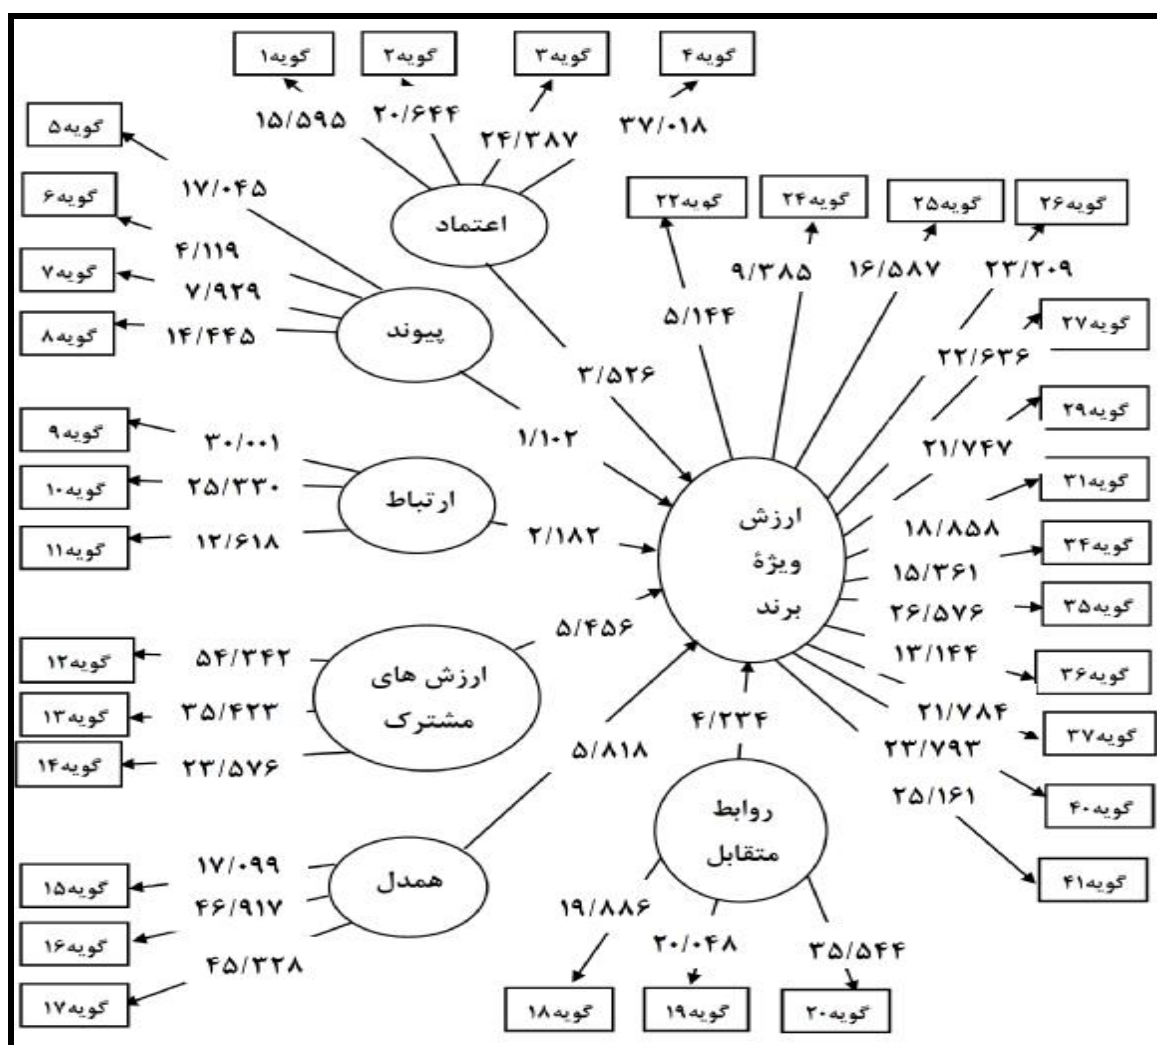 گویه۱
گویه۲
گویه۳
گویه۴
۱۵/۵۹۵
۲۰/۶۴۴
۲۴/۳۸۷
۳۷/۰۱۸
اعتماد
۳/۵۲۶
گویه۵
گویه۶
گویه۷
گویه۸
۱۷/۰۴۵
۴/۱۱۹
۷/۹۲۹
۱۴/۴۴۵
پیوند
۱/۱۰۲
گویه۹
گویه۱۰
گویه۱۱
۳۰/۰۰۱
۲۵/۳۳۰
۱۲/۶۱۸
ارتباط
۲/۱۸۲
گویه۱۲
گویه۱۳
گویه۱۴
۵۴/۳۴۲
۳۵/۴۲۳
۲۳/۵۷۶
ارزش های
مشترک
۵/۴۵۶
گویه۱۵
گویه۱۶
گویه۱۷
۱۷/۰۹۹
۴۶/۹۱۷
۴۵/۳۲۸
همدل
۵/۸۱۸
روابط
متقابل
۴/۲۳۴
۱۹/۸۸۶
۲۰/۰۴۸
۳۵/۵۴۴
گویه۱۸
گویه۱۹
گویه۲۰
ارزش
ویژهٔ
برند
گویه۲۲
گویه۲۴
گویه۲۵
گویه۲۶
گویه۲۷
گویه۲۹
گویه۳۱
گویه۳۴
گویه۳۵
گویه۳۶
گویه۳۷
گویه۴۰
گویه۴۱
۵/۱۴۴
۹/۳۸۵
۱۶/۵۸۷
۲۳/۲۰۹
۲۲/۶۳۶
۲۱/۷۴۷
۱۸/۸۵۸
۱۵/۳۶۱
۲۶/۵۷۶
۱۳/۱۴۴
۲۱/۷۸۴
۲۳/۷۹۳
۲۵/۱۶۱